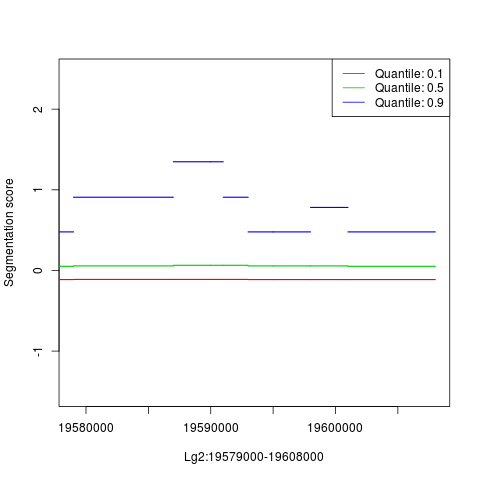 Quantile: 0.1
Quantile: 0.5
Quantile: 0.9
Segmentation score
2
1
0
-1
19580000 19590000 19600000
Lg2:19579000-19608000